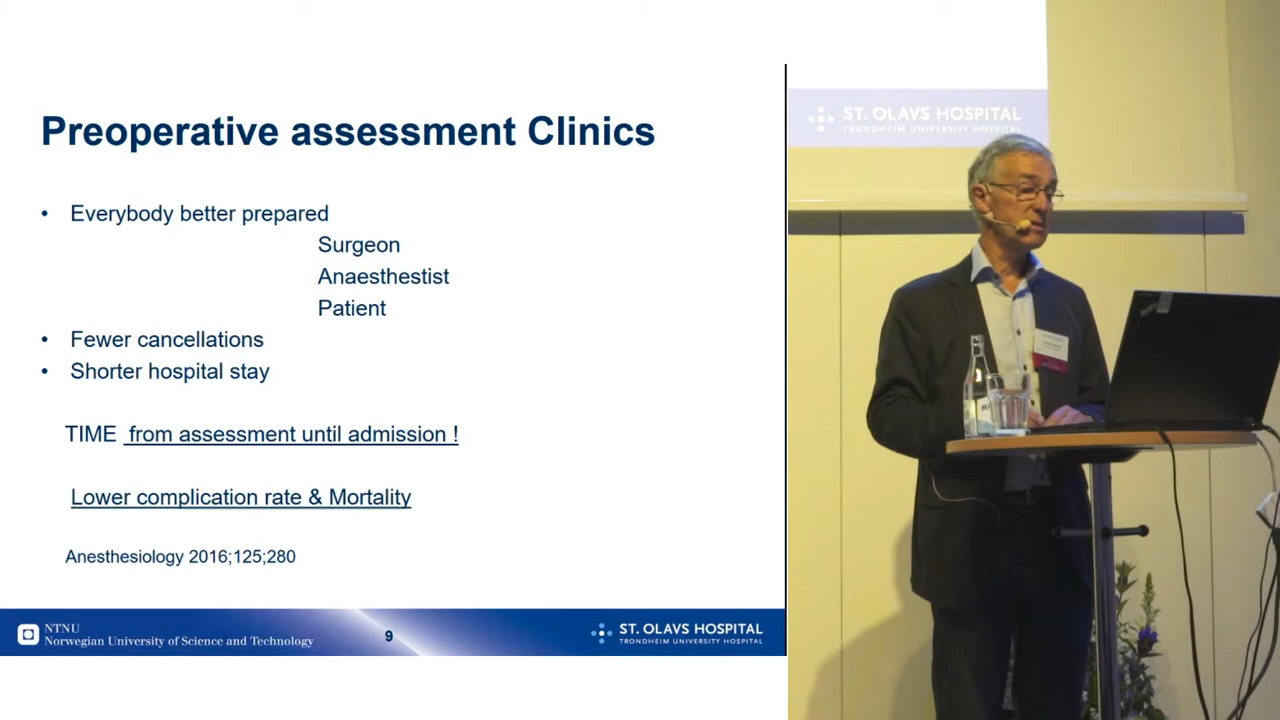 Preoperative assessment Clinics
• Everybody better prepared
Surgeon
Anaesthestist
Patient
• Fewer cancellations
• Shorter hospital stay
TIME from assessment until admission !
Lower complication rate & Mortality
Anesthesiology 2016;125;280
NTNU
Norwegian University of Science and Technology
9
ST. OLAVS HOSPITAL
TRONDHEIM UNIVERSITY HOSPITAL
ST. OLAVS HOSPITAL
TRONDHEIM UNIVERSITY HOSPITAL